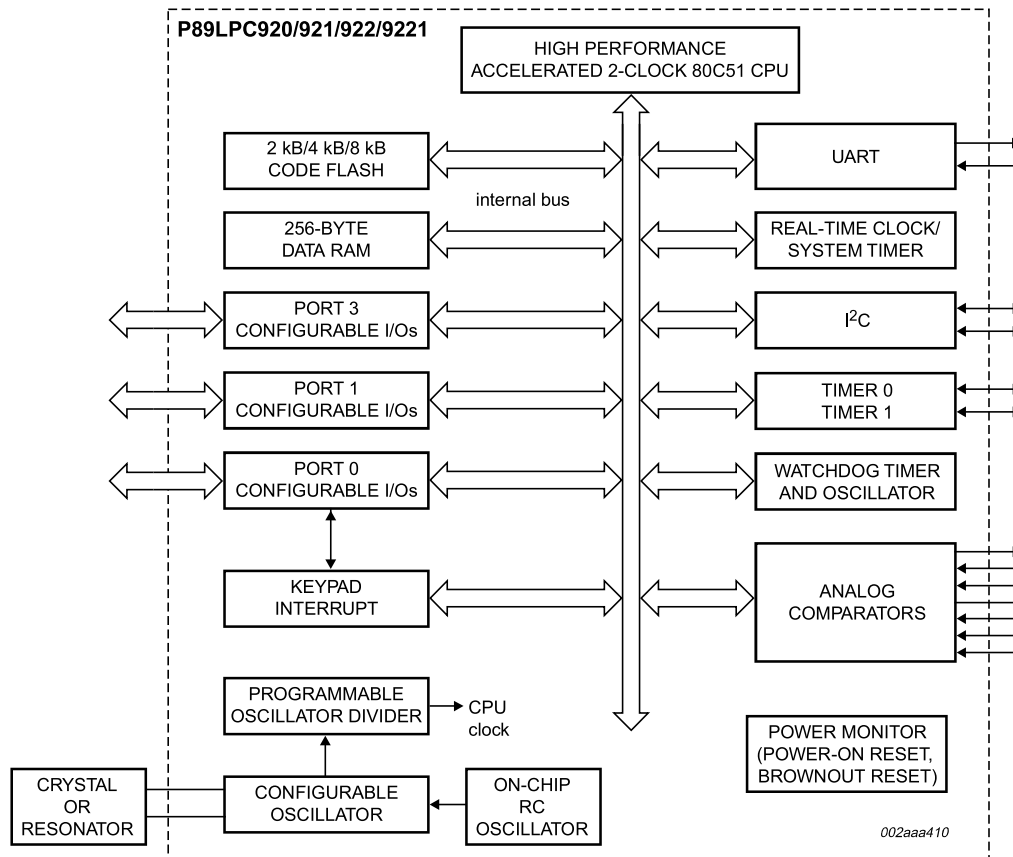 P89LPC920/921/922/9221
HIGH PERFORMANCE
ACCELERATED 2-CLOCK 80C51 CPU
2 kB/4 kB/8 kB
CODE FLASH
UART
internal bus
256-BYTE
DATA RAM
REAL-TIME CLOCK/
SYSTEM TIMER
PORT 3
CONFIGURABLE I/Os
I²C
PORT 1
CONFIGURABLE I/Os
TIMER 0
TIMER 1
PORT 0
CONFIGURABLE I/Os
WATCHDOG TIMER
AND OSCILLATOR
KEYPAD
INTERRUPT
ANALOG
COMPARATORS
PROGRAMMABLE
OSCILLATOR DIVIDER
CPU
clock
POWER MONITOR
(POWER-ON RESET,
BROWNOUT RESET)
CRYSTAL
OR
RESONATOR
CONFIGURABLE
OSCILLATOR
ON-CHIP
RC
OSCILLATOR
002aaa410